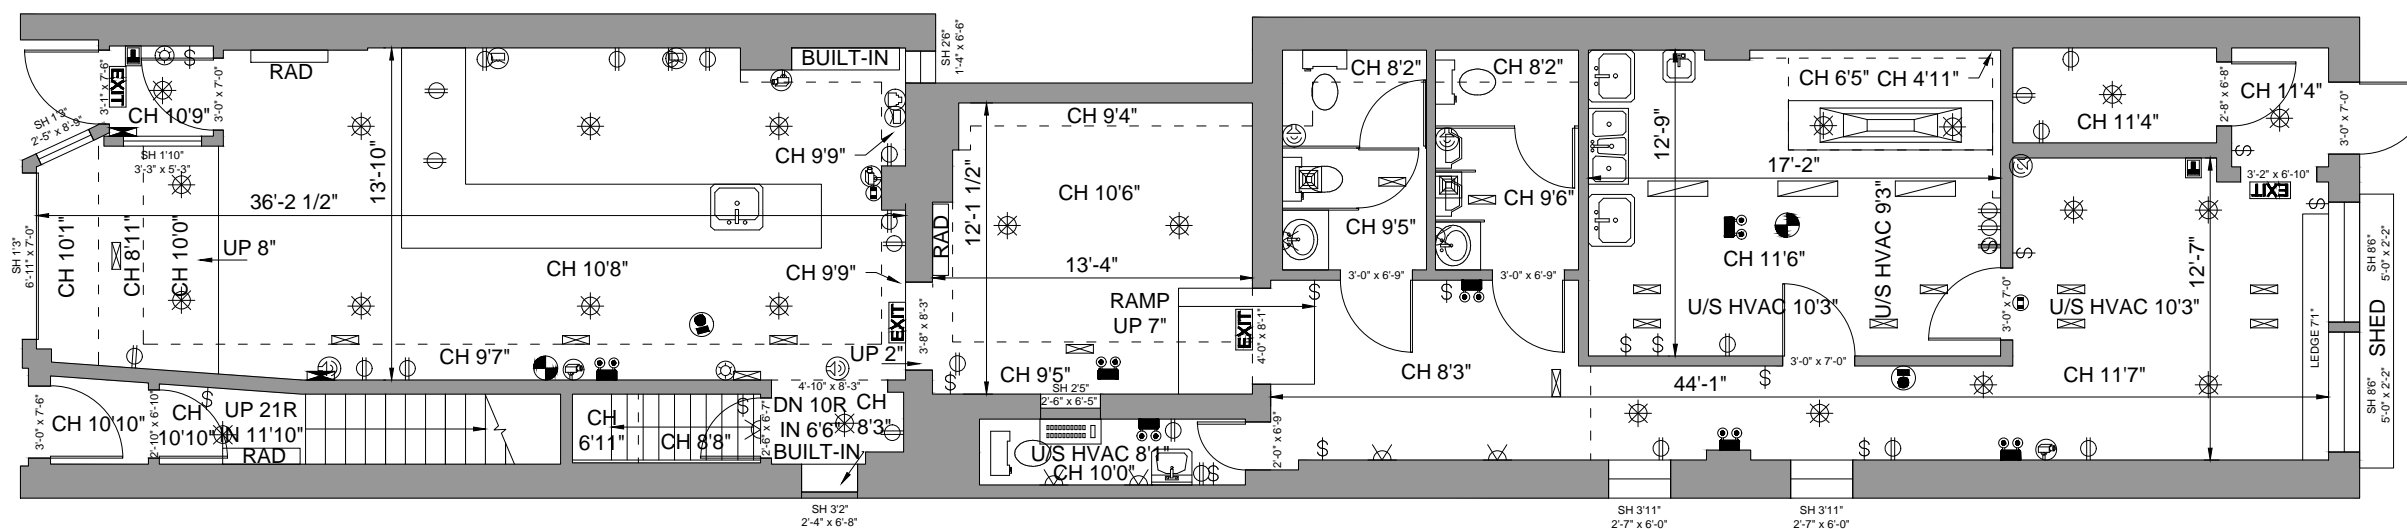 EXIT
3'-1" x 7'-6"
CH 10'9"
3'-0" x 7'-0"
RAD
SH 1'3"
2'-5" x 8'-9"
SH 1'10"
3'-3" x 5'-3"
13'-10"
36'-2 1/2"
SH 1'3"
6'-11" x 7'-0"
CH 10'1"
CH 8'11"
CH 10'0"
UP 8"
CH 10'8"
CH 9'7"
BUILT-IN
SH 2'6"
1'-4" x 6'-6"
CH 9'9"
CH 9'9"
EXIT
UP 2"
3'-8" x 8'-3"
4'-10" x 8'-3"
3'-0" x 7'-6"
CH 10'10"
2'-10" x 6'-10"
CH
10'10"
UP 21R
IN 11'10"
RAD
CH
6'11"
CH 8'8"
2'-6" x 6'-7"
DN 10R
IN 6'6"
BUILT-IN
CH
8'3"
SH 3'2"
2'-4" x 6'-8"
CH 9'4"
CH 10'6"
12'-1 1/2"
RAD
13'-4"
RAMP
UP 7"
EXIT
4'-0" x 8'-1"
CH 9'5"
SH 2'5"
2'-6" x 6'-5"
U/S HVAC 8'1"
CH 10'0"
2'-0" x 6'-9"
CH 8'2"
CH 9'5"
3'-0" x 6'-9"
CH 8'2"
CH 9'6"
3'-0" x 6'-9"
CH 8'3"
44'-1"
12'-9"
CH 6'5"
CH 4'11"
17'-2"
CH 11'6"
U/S HVAC 9'3"
U/S HVAC 10'3"
3'-0" x 7'-0"
3'-0" x 7'-0"
CH 11'4"
2'-8" x 6'-8"
CH 11'4"
3'-0" x 7'-0"
3'-2" x 6'-10"
EXIT
12'-7"
U/S HVAC 10'3"
CH 11'7"
LEDGE 7'1"
SHED
SH 8'6"
5'-0" x 2'-2"
SH 8'6"
5'-0" x 2'-2"
SH 3'11"
2'-7" x 6'-0"
SH 3'11"
2'-7" x 6'-0"